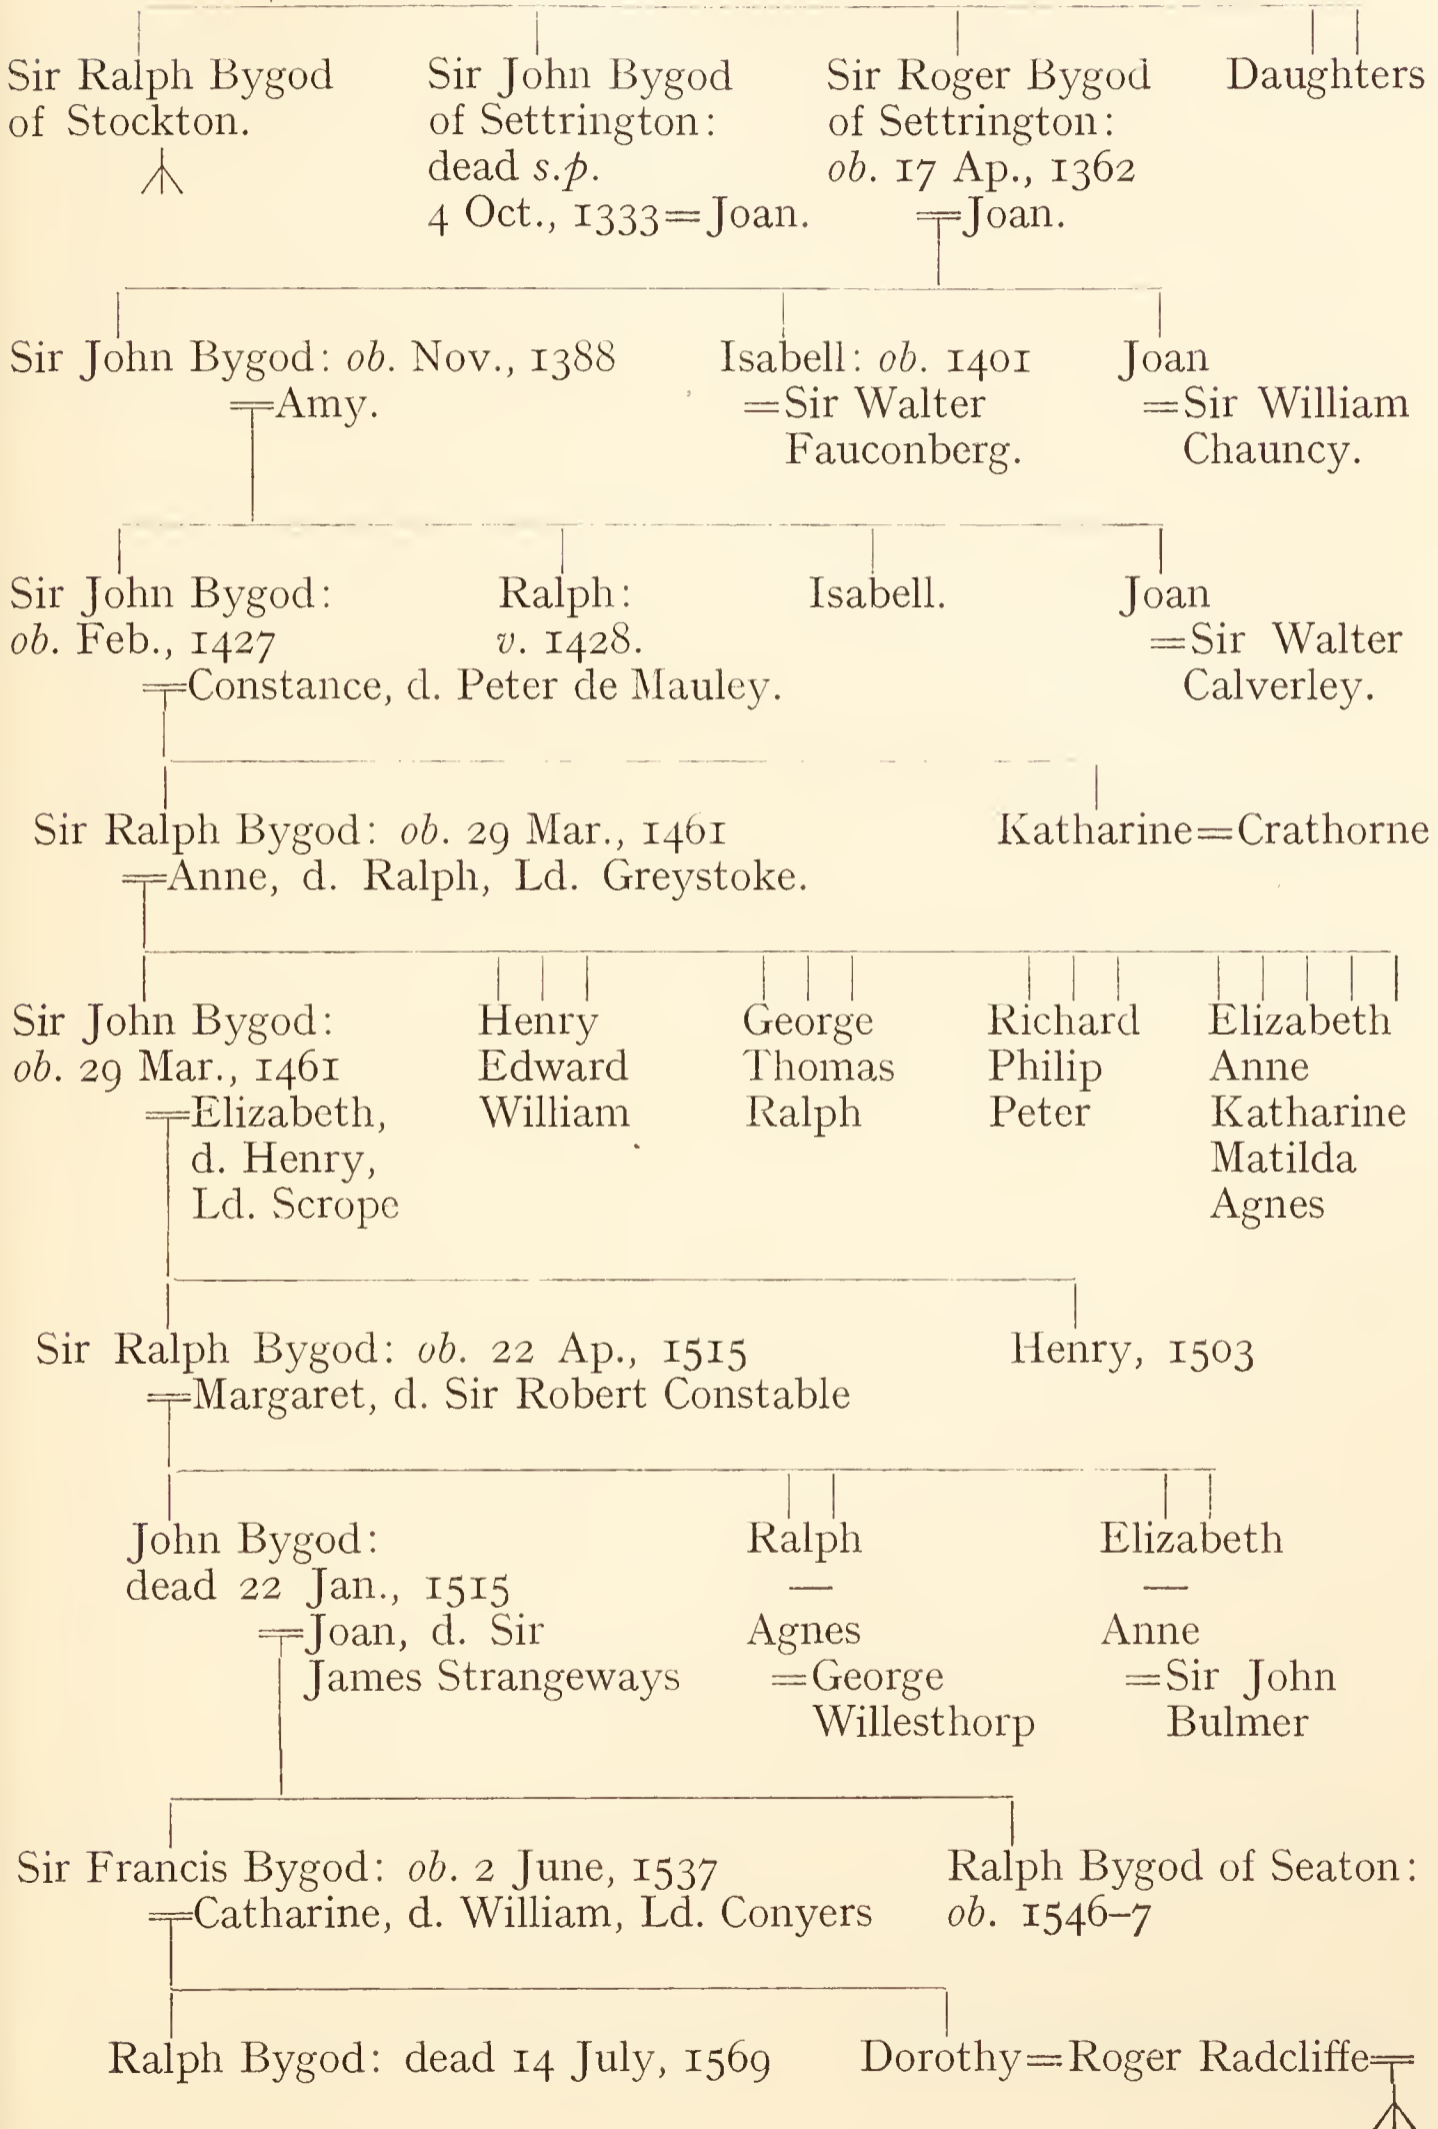 Sir Ralph Bygod
of Stockton.
Sir John Bygod
of Settrington:
dead s.p.
4 Oct., 1333=Joan.
Sir Roger Bygod
of Settrington:
ob. 17 Ap., 1362
=Joan.
Daughters
Sir John Bygod: ob. Nov., 1388
=Amy.
Isabell: ob. 1401
=Sir Walter
Fauconberg.
Joan
=Sir William
Chauncy.
Sir John Bygod:
ob. Feb., 1427
=Constance, d. Peter de Mauley.
Ralph:
v. 1428.
Isabell.
Joan
=Sir Walter
Calverley.
Sir Ralph Bygod: ob. 29 Mar., 1461
=Anne, d. Ralph, Ld. Greystoke.
Katharine=Crathorne
Sir John Bygod:
ob. 29 Mar., 1461
=Elizabeth,
d. Henry,
Ld. Scrope
Henry
Edward
William
George
Thomas
Ralph
Richard
Philip
Peter
Elizabeth
Anne
Katharine
Matilda
Agnes
Sir Ralph Bygod: ob. 22 Ap., 1515
=Margaret, d. Sir Robert Constable
Henry, 1503
John Bygod:
dead 22 Jan., 1515
=Joan, d. Sir
James Strangeways
Ralph
—
Agnes
=George
Willesthorp
Elizabeth
—
Anne
=Sir John
Bulmer
Sir Francis Bygod: ob. 2 June, 1537
=Catharine, d. William, Ld. Conyers
Ralph Bygod of Seaton:
ob. 1546–7
Ralph Bygod: dead 14 July, 1569
Dorothy=Roger Radcliffe=